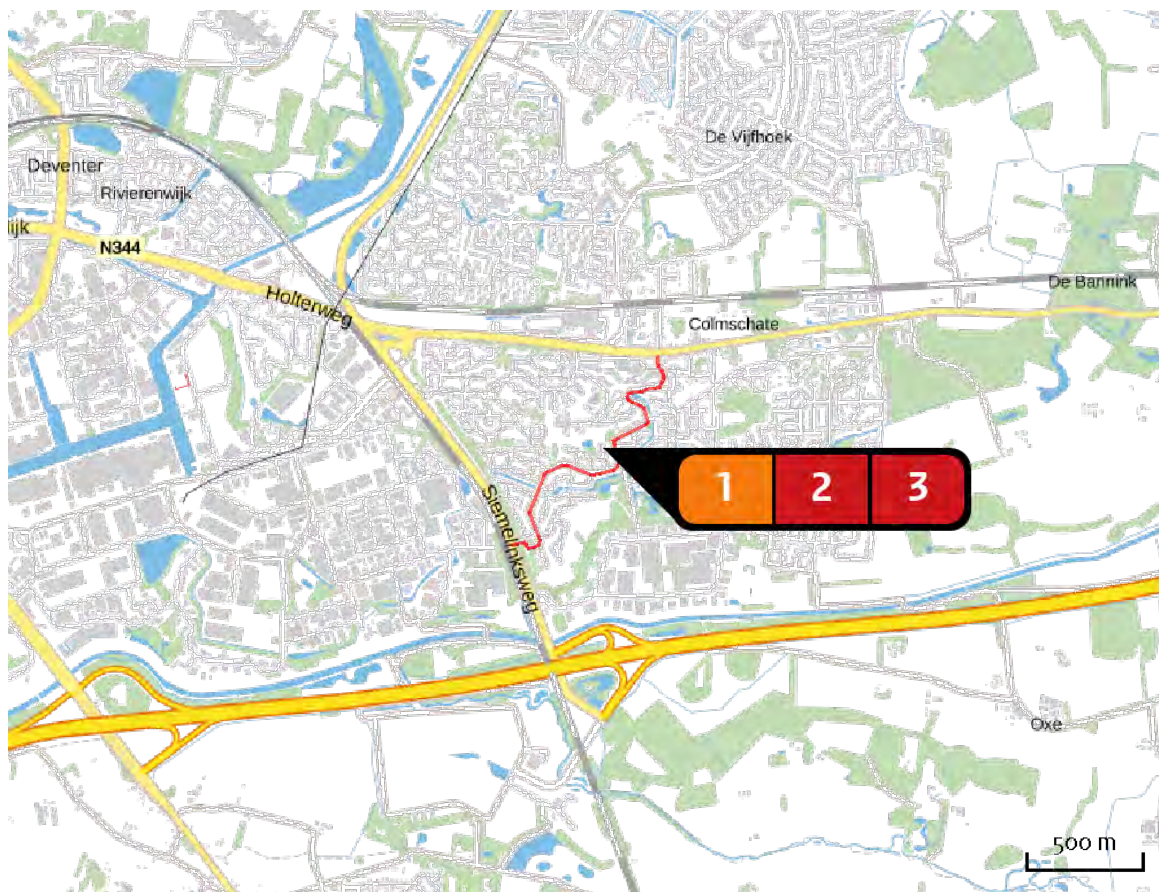 De Vijfhoek
Deventer
Rivierenwijk
ijk
N344
De Bannink
Holterweg
Colmschate
1 2 3
Siemelinksweg
Oxe
500 m